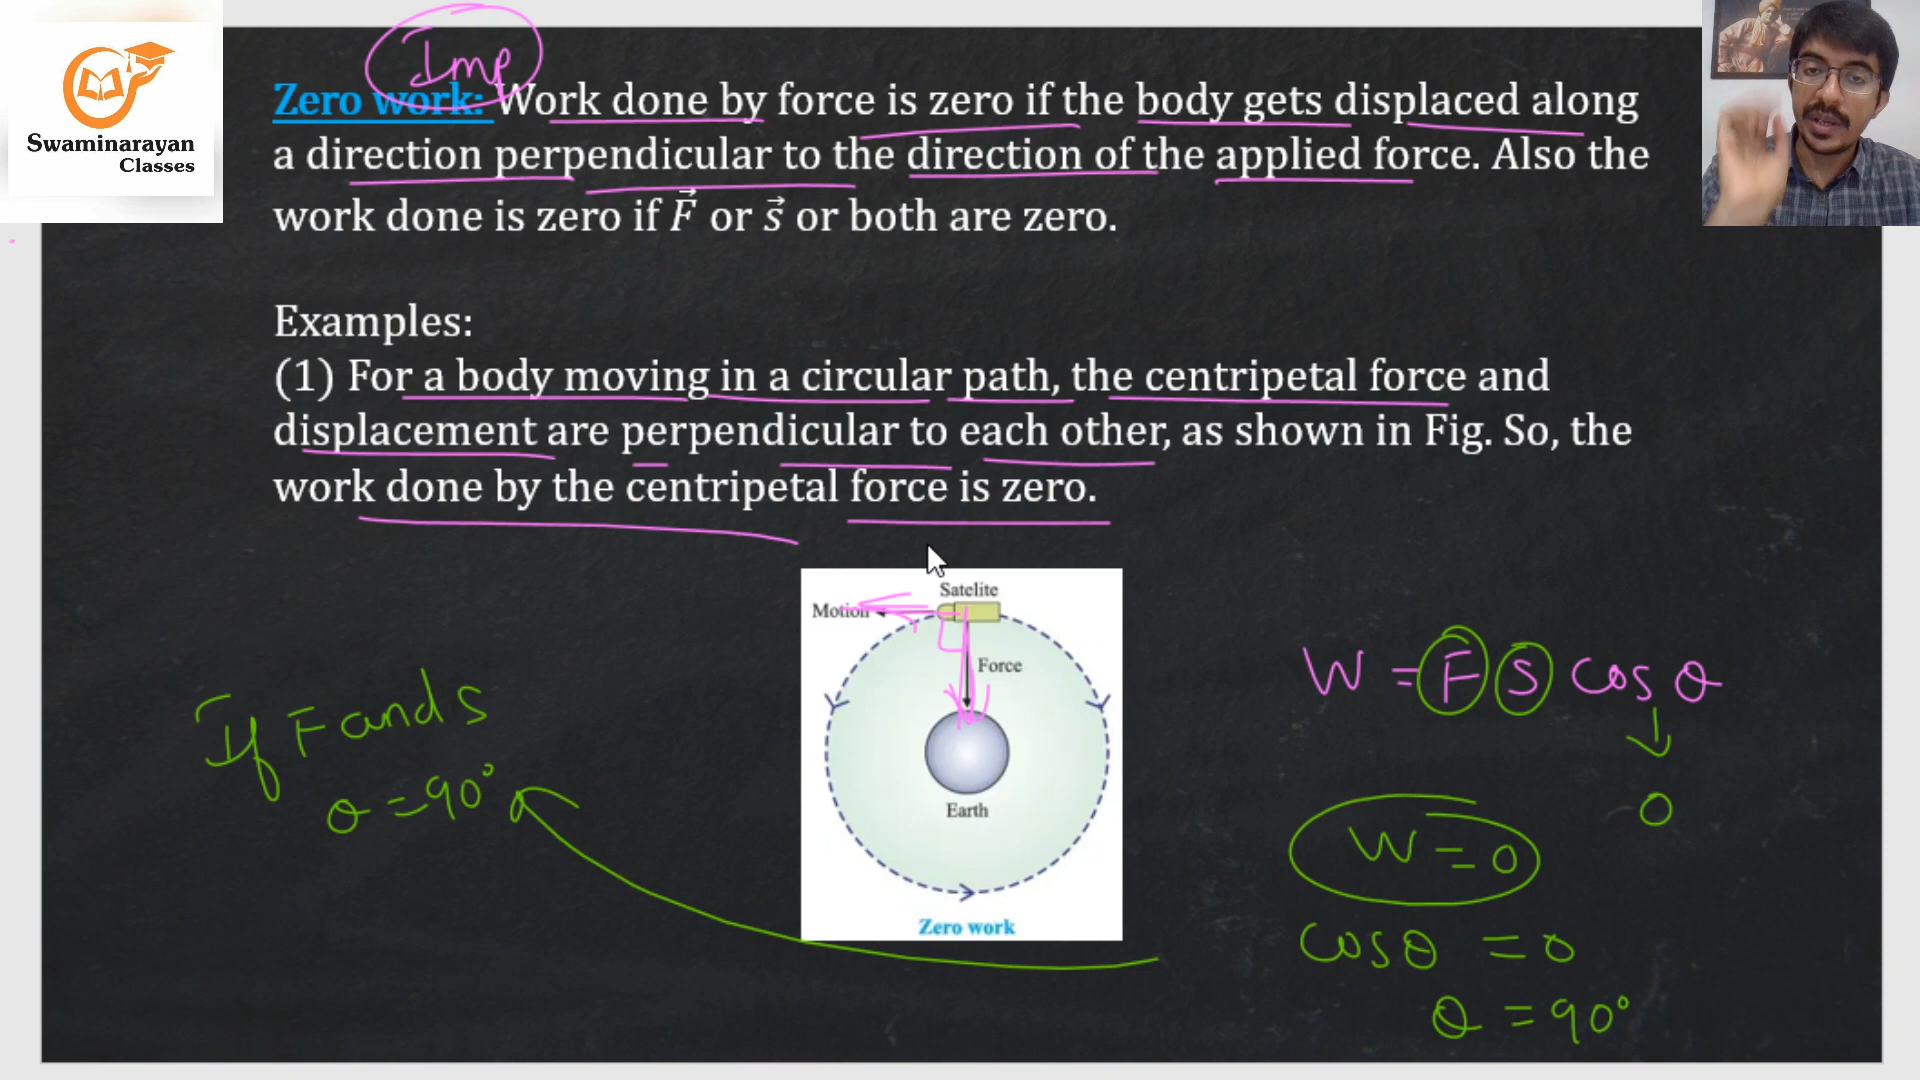 Swaminarayan
Classes
Imp
Zero work: Work done by force is zero if the body gets displaced along
a direction perpendicular to the direction of the applied force. Also the
work done is zero if F⃗ or s⃗ or both are zero.
Examples:
(1) For a body moving in a circular path, the centripetal force and
displacement are perpendicular to each other, as shown in Fig. So, the
work done by the centripetal force is zero.
Satelite
Motion
Force
Earth
Zero work
If F and s
θ = 90°
W = F S cos θ
0
W = 0
cos θ = 0
θ = 90°